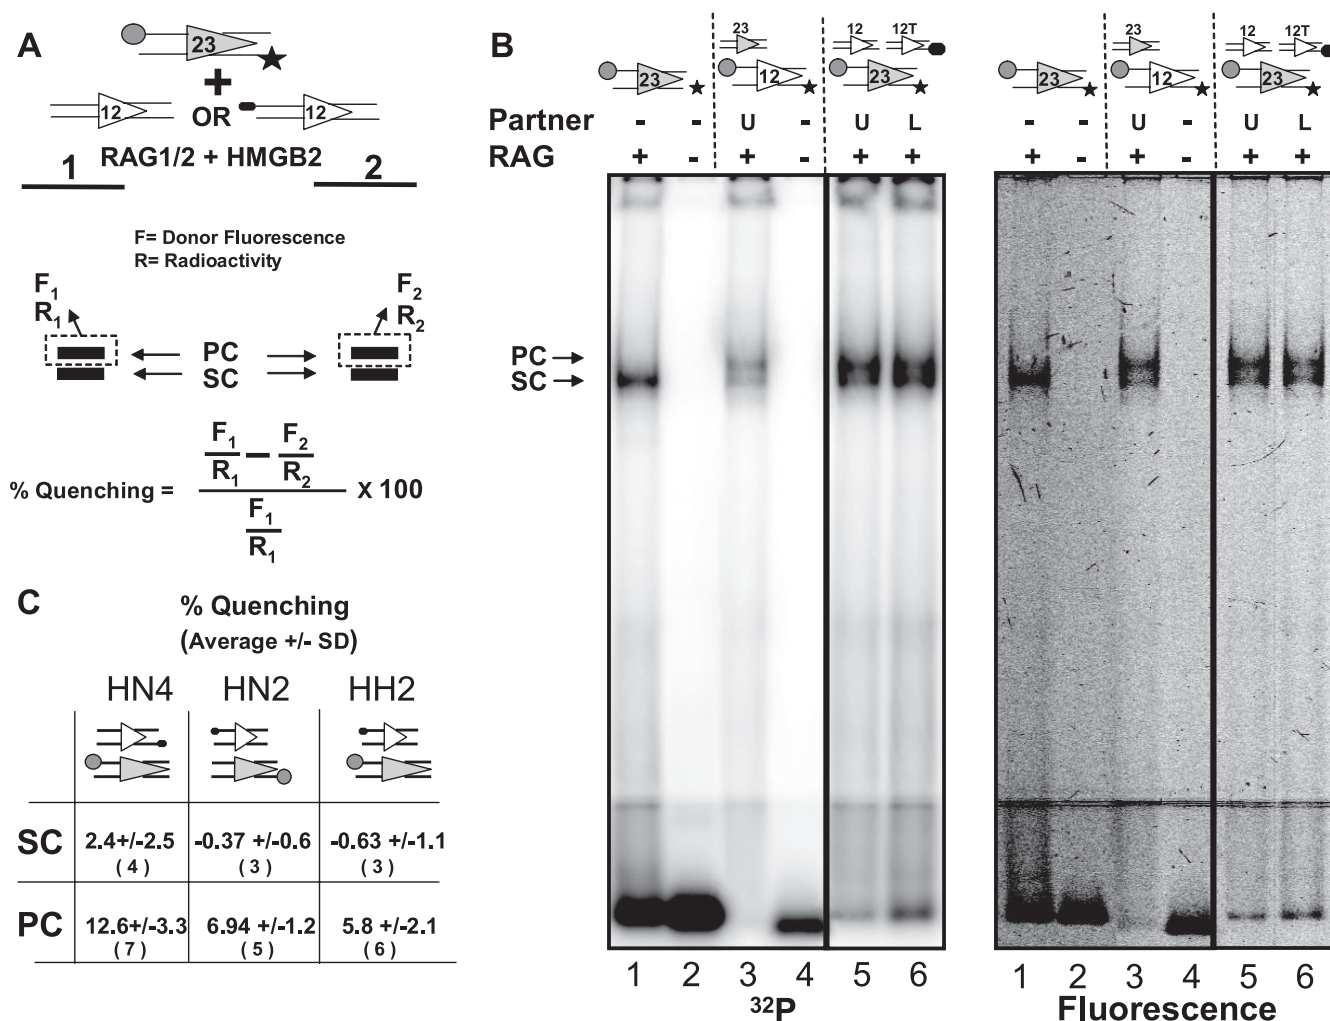 A
23
+
12
OR
12
RAG1/2 + HMGB2
1
2
F= Donor Fluorescence
R= Radioactivity
F1
R1
F2
R2
PC
SC
% Quenching =
F1
R1
−
F2
R2
X 100
F1
R1
B
23
12
12T
23
12
12T
23
12
23
23
12
23
Partner
- - U - U L
- - U - U L
RAG
+ - + - + +
+ - + - + +
PC
SC
1 2 3 4 5 6
32P
1 2 3 4 5 6
Fluorescence
C
% Quenching
(Average +/- SD)
HN4 HN2 HH2
SC 2.4+/-2.5 -0.37 +/-0.6 -0.63 +/-1.1
( 4 ) ( 3 ) ( 3 )
PC 12.6+/-3.3 6.94 +/-1.2 5.8 +/-2.1
( 7 ) ( 5 ) ( 6 )